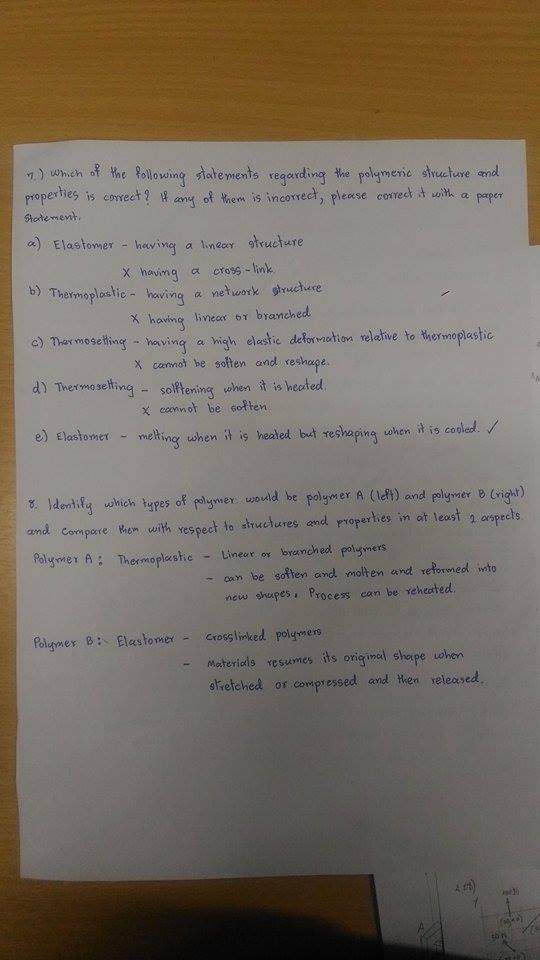 7.) Which of the following statements regarding the polymeric structure and
properties is correct? If any of them is incorrect, please correct it with a paper
statement.
a) Elastomer - having a linear structure
X having a cross-link.
b) Thermoplastic - having a network structure
X having linear or branched
c) Thermosetting - having a high elastic deformation relative to thermoplastic
X cannot be soften and reshape.
d) Thermosetting - solftening when it is heated.
X cannot be soften
e) Elastomer - melting when it is heated but reshaping when it is cooled. ✓
8. Identify which types of polymer. would be polymer A (left) and polymer B (right)
and compare them with respect to structures and properties in at least 2 aspects.
Polymer A: Thermoplastic - Linear or branched polymers
- can be soften and molten and reformed into
new shapes. Process can be reheated.
Polymer B: Elastomer - Crosslinked polymers
- Materials resumes its original shape when
stretched or compressed and then released.
A